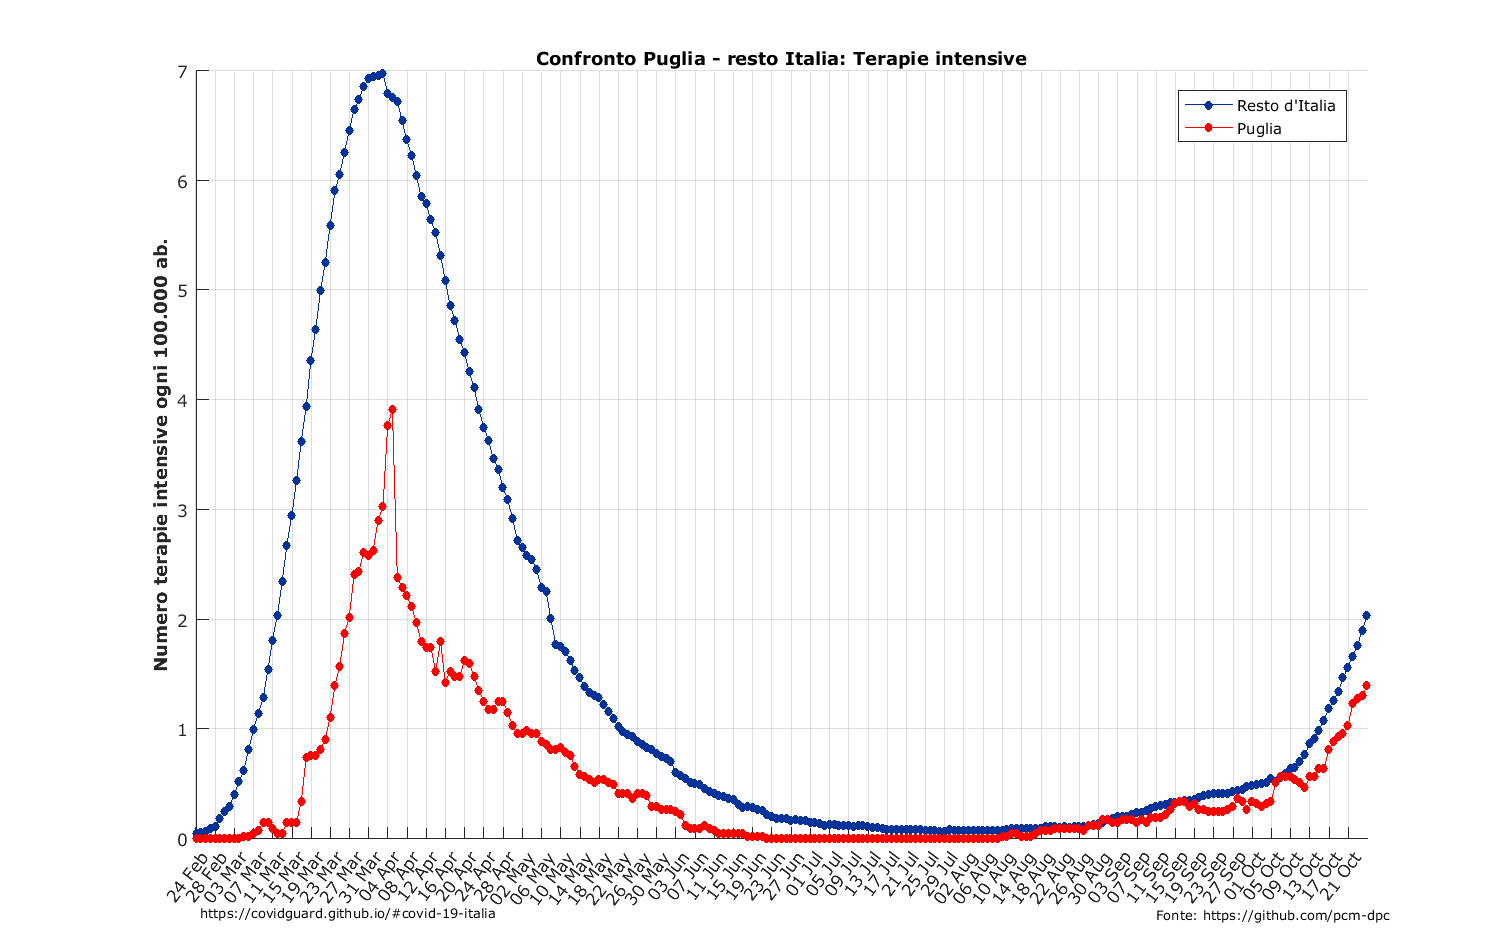 Confronto Puglia - resto Italia: Terapie intensive
Numero terapie intensive ogni 100.000 ab.
7
6
5
4
3
2
1
0
Resto d'Italia
Puglia
24 Feb
28 Feb
03 Mar
07 Mar
11 Mar
15 Mar
19 Mar
23 Mar
27 Mar
31 Mar
04 Apr
08 Apr
12 Apr
16 Apr
20 Apr
24 Apr
28 Apr
02 May
06 May
10 May
14 May
18 May
22 May
26 May
30 May
03 Jun
07 Jun
11 Jun
15 Jun
19 Jun
23 Jun
27 Jun
01 Jul
05 Jul
09 Jul
13 Jul
17 Jul
21 Jul
25 Jul
29 Jul
02 Aug
06 Aug
10 Aug
14 Aug
18 Aug
22 Aug
26 Aug
30 Aug
03 Sep
07 Sep
11 Sep
15 Sep
19 Sep
23 Sep
27 Sep
01 Oct
05 Oct
09 Oct
13 Oct
17 Oct
21 Oct
https://covidguard.github.io/#covid-19-italia
Fonte: https://github.com/pcm-dpc